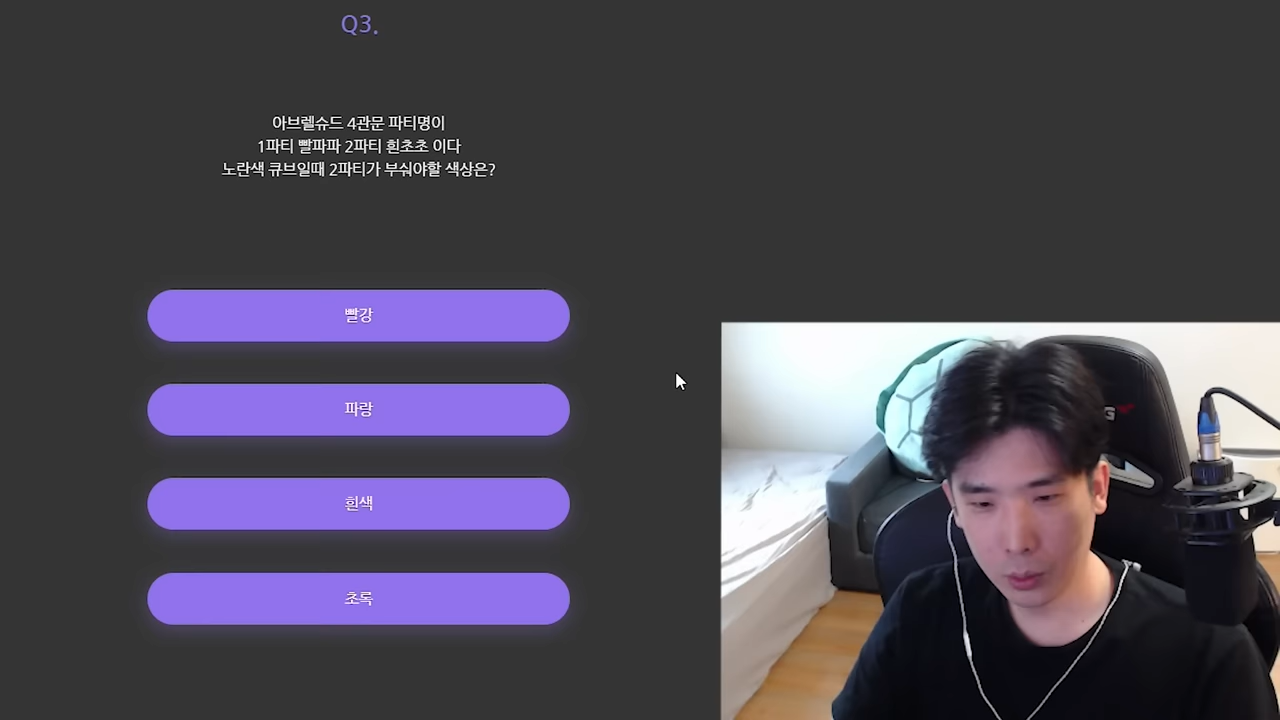 Q3.
아브렐슈드 4관문 파티명이
1파티 빨파파 2파티 흰초초 이다
노란색 큐브일때 2파티가 부숴야할 색상은?
빨강
파랑
흰색
초록
G